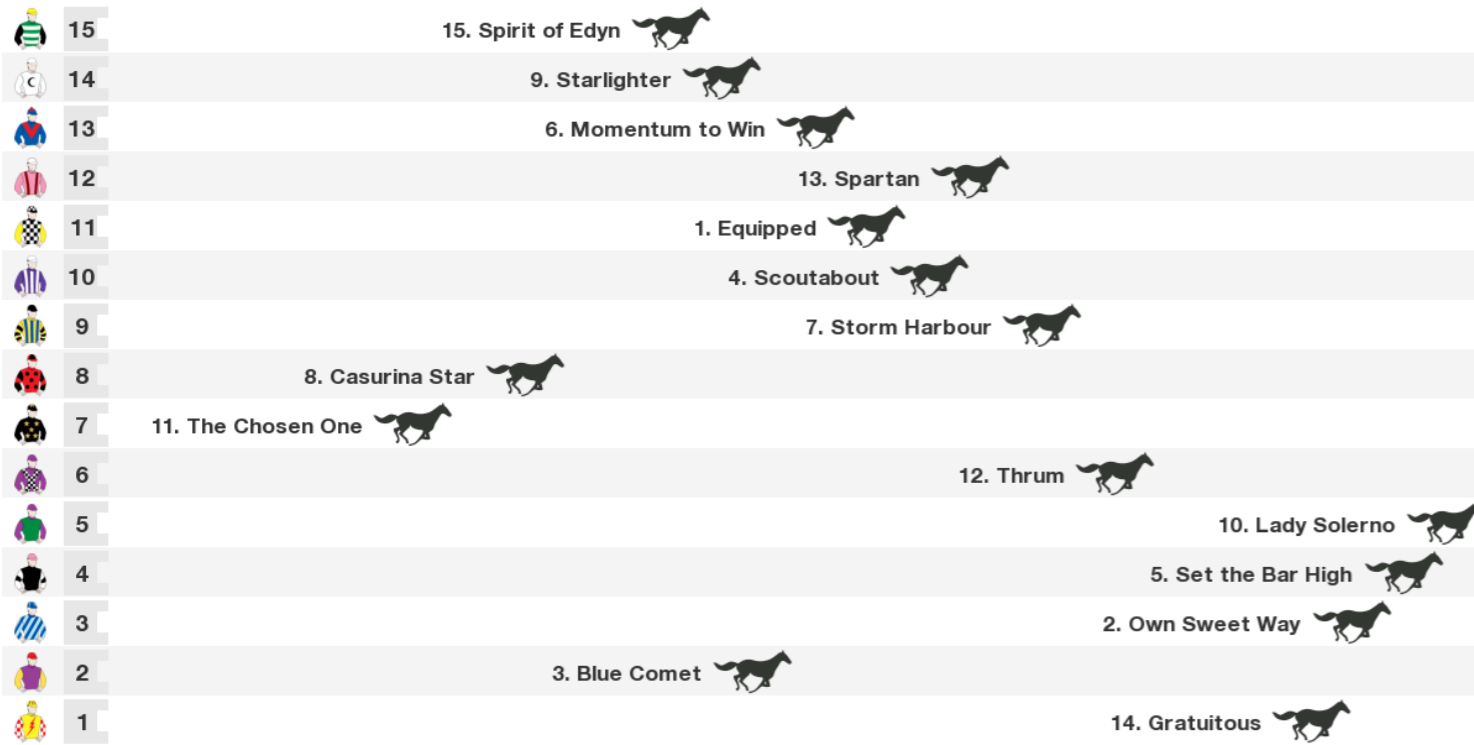 15 15. Spirit of Edyn
14 9. Starlighter
13 6. Momentum to Win
12 13. Spartan
11 1. Equipped
10 4. Scoutabout
9 7. Storm Harbour
8 8. Casurina Star
7 11. The Chosen One
6 12. Thrum
5 10. Lady Solerno
4 5. Set the Bar High
3 2. Own Sweet Way
2 3. Blue Comet
1 14. Gratuitous